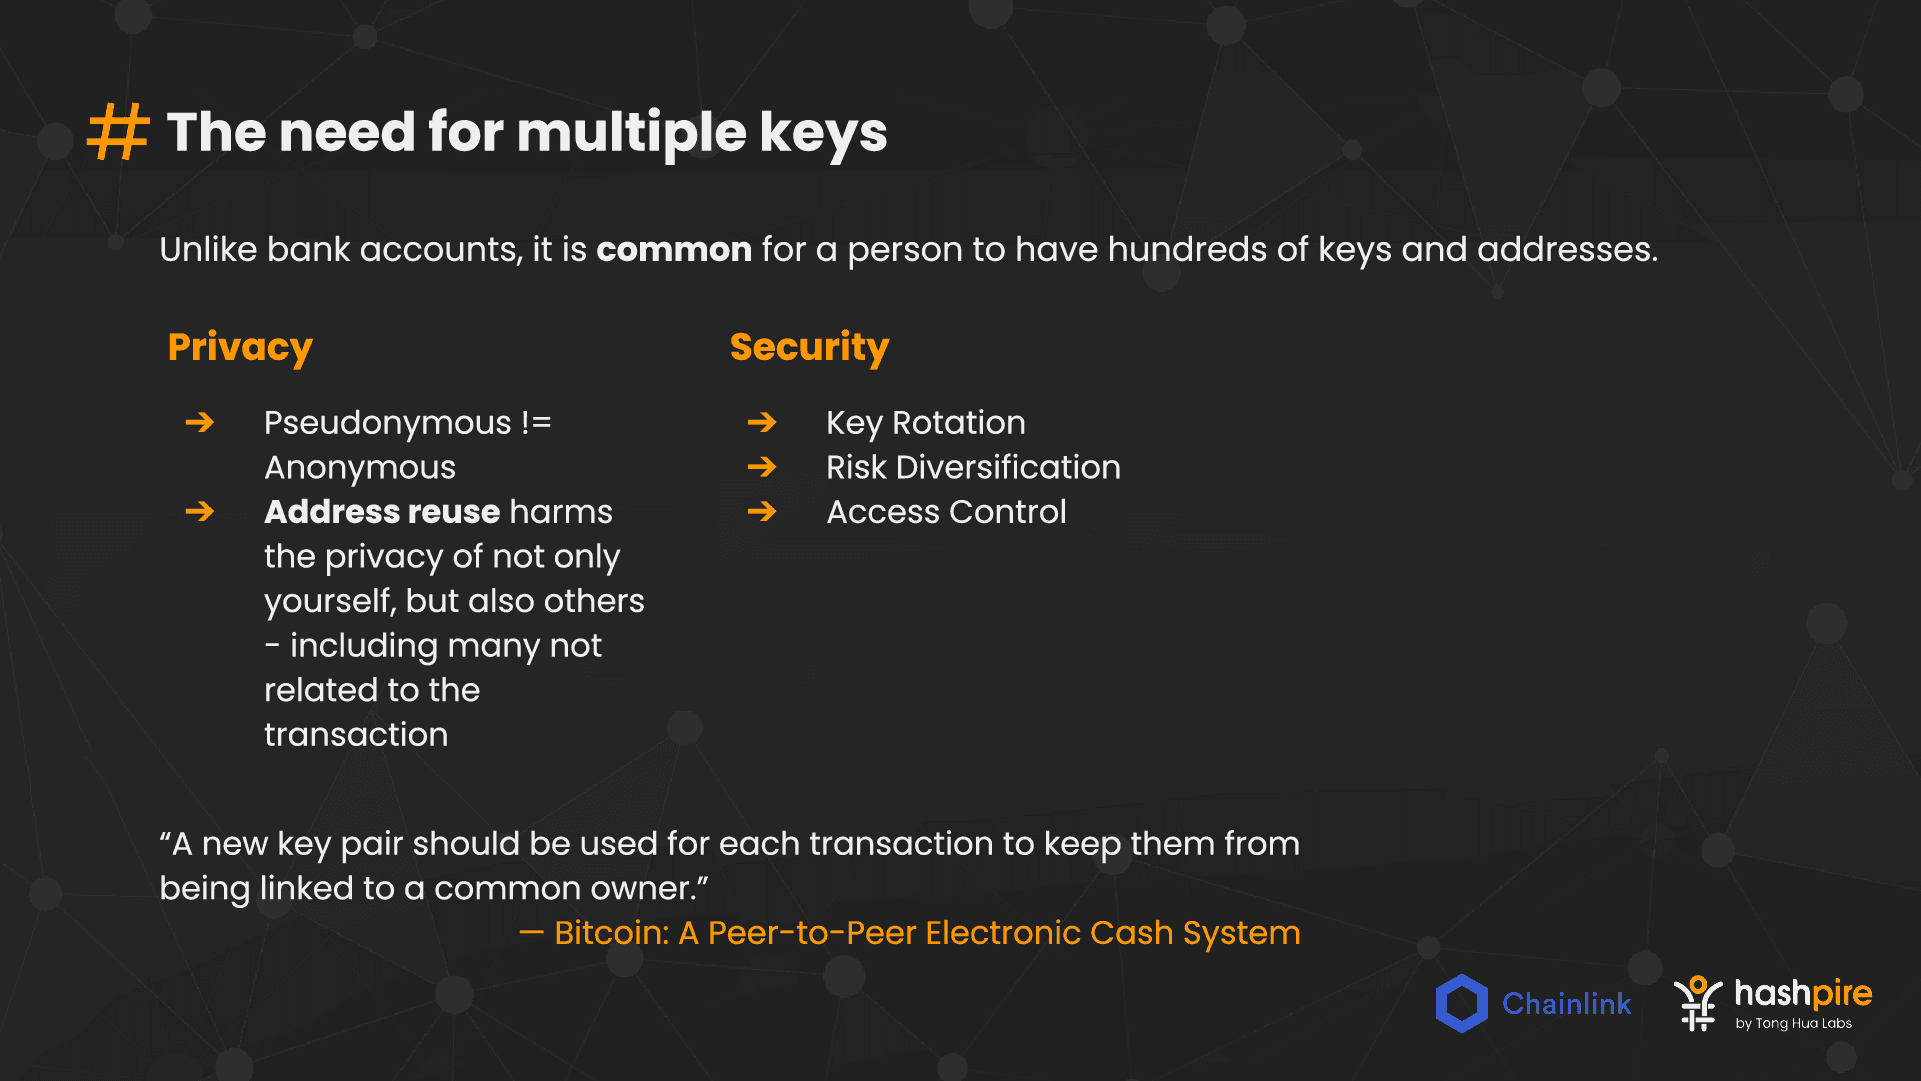 # The need for multiple keys
Unlike bank accounts, it is common for a person to have hundreds of keys and addresses.
Privacy
➔ Pseudonymous !=
Anonymous
➔ Address reuse harms
the privacy of not only
yourself, but also others
- including many not
related to the
transaction
Security
➔ Key Rotation
➔ Risk Diversification
➔ Access Control
“A new key pair should be used for each transaction to keep them from
being linked to a common owner.”
— Bitcoin: A Peer-to-Peer Electronic Cash System
Chainlink
hashpire
by Tong Hua Labs